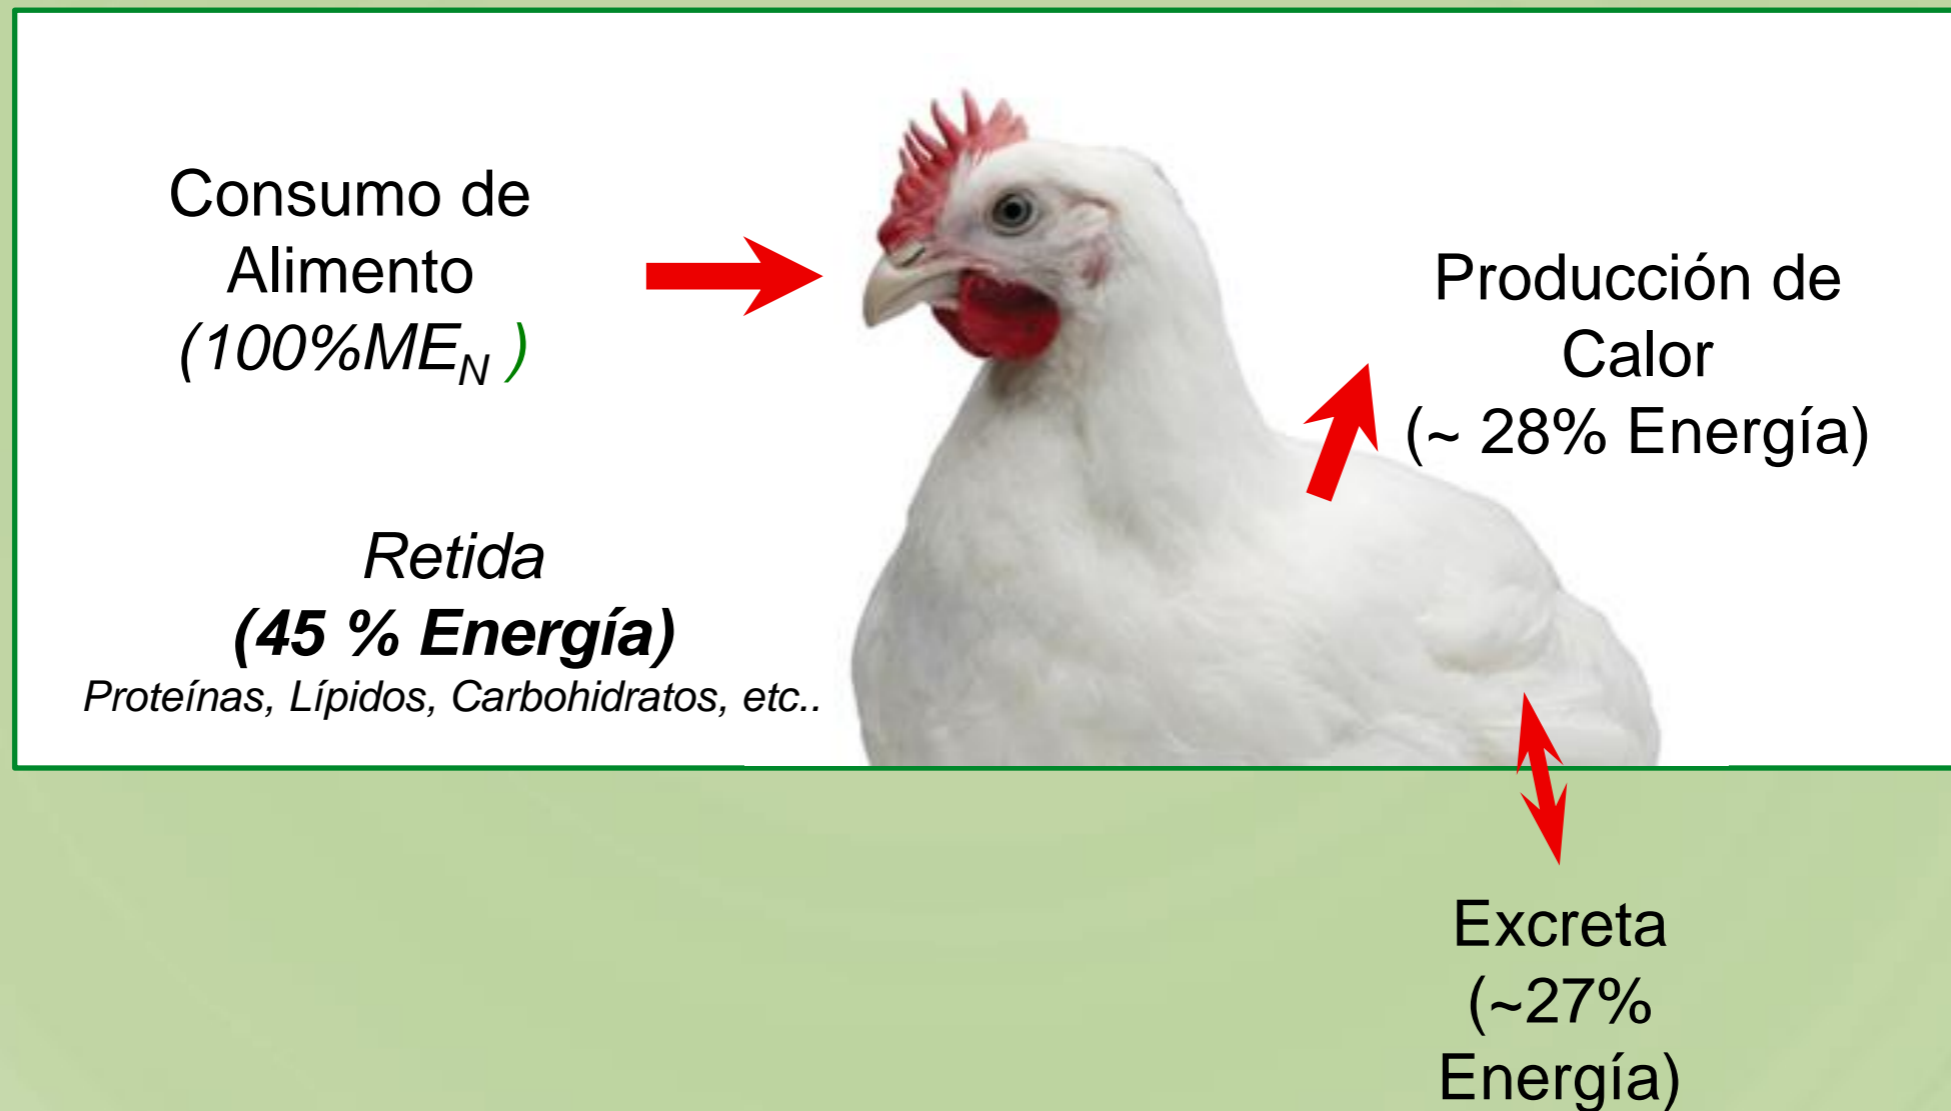 Consumo de
Alimento
(100%ME_N )
Producción de
Calor
(~ 28% Energía)
Retida
(45 % Energía)
Proteínas, Lípidos, Carbohidratos, etc..
Excreta
(~27%
Energía)